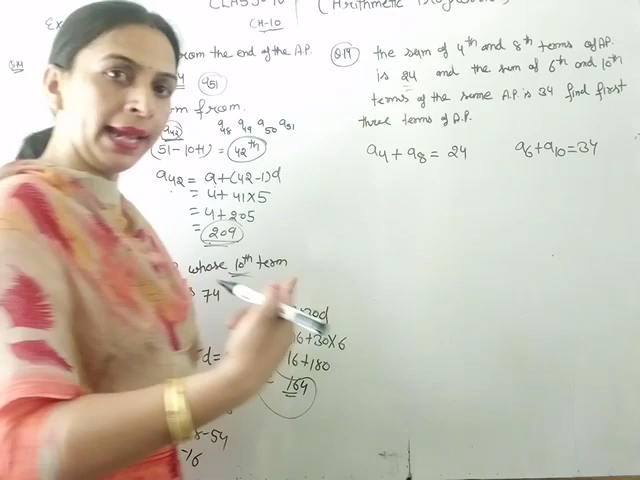 CLASS-10
(Arithmetic Progression)
Ex
CH-10
from the end of the A.P.
a51
from
a42 a48 a49 a50 a51
(51-10+1) = 42th
a42 = a+(42-1)d
= 4+41×5
= 4+205
= 209
whose 10th term
74
16+30×6
16+180
d=
-54
-16
Q19 the sum of 4th and 8th terms of AP.
is 24 and the sum of 6th and 10th
terms of the same A.P. is 34 find first
three terms of A.P.
a4 + a8 = 24 a6+a10=34